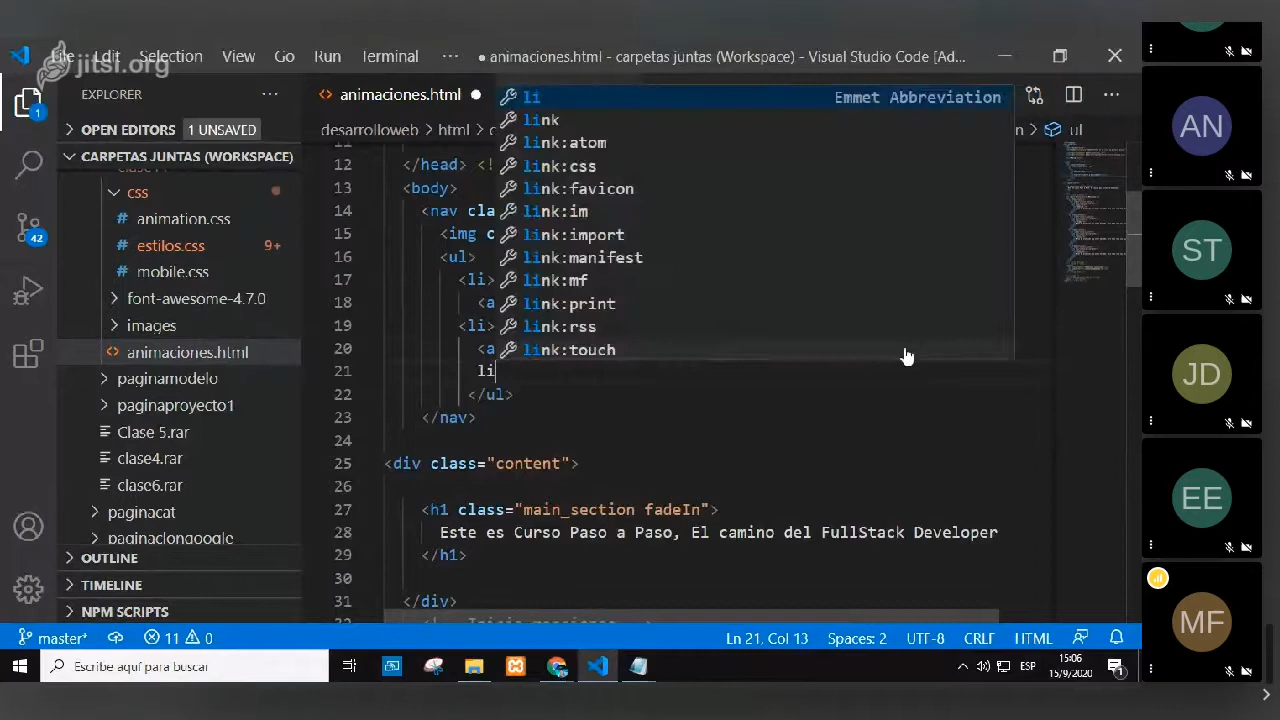 jitsi.org
File Edit Selection View Go Run Terminal ··· ● animaciones.html - carpetas juntas (Workspace) - Visual Studio Code [Ad...
EXPLORER ···
1
OPEN EDITORS 1 UNSAVED
CARPETAS JUNTAS (WORKSPACE)
css
# animation.css
# estilos.css 9+
# mobile.css
font-awesome-4.7.0
images
<> animaciones.html
paginamodelo
paginaproyecto1
Clase 5.rar
clase4.rar
clase6.rar
paginacat
paginaclongoogle
OUTLINE
TIMELINE
NPM SCRIPTS
42
<> animaciones.html ●
desarrolloweb > html >
ul
li Emmet Abbreviation
link
link:atom
link:css
link:favicon
link:im
link:import
link:manifest
link:mf
link:print
link:rss
link:touch
11
12 </head> <!
13 <body>
14 <nav cla
15 <img c
16 <ul>
17 <li>
18 <a
19 <li>
20 <a
21 li
22 </ul>
23 </nav>
24
25 <div class="content">
26
27 <h1 class="main_section fadeIn">
28 Este es Curso Paso a Paso, El camino del FullStack Developer
29 </h1>
30
31 </div>
AN
ST
JD
EE
MF
master* 11 0 Ln 21, Col 13 Spaces: 2 UTF-8 CRLF HTML
Escribe aquí para buscar
ESP
15:06
15/9/2020
1